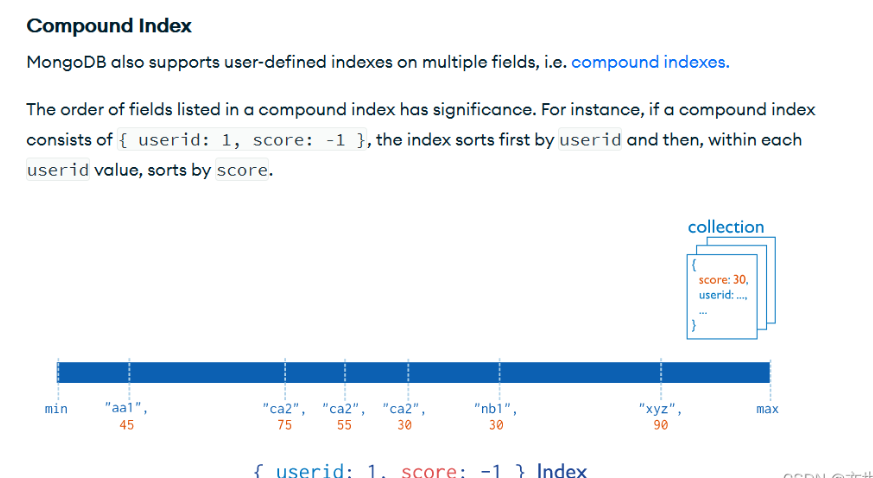 Compound Index
MongoDB also supports user-defined indexes on multiple fields, i.e. compound indexes.
The order of fields listed in a compound index has significance. For instance, if a compound index
consists of { userid: 1, score: -1 }, the index sorts first by userid and then, within each
userid value, sorts by score.
collection
{
score: 30,
userid: ...,
...
}
min "aa1", "ca2", "ca2", "ca2", "nb1", "xyz", max
45 75 55 30 30 90
{ userid: 1, score: -1 } Index